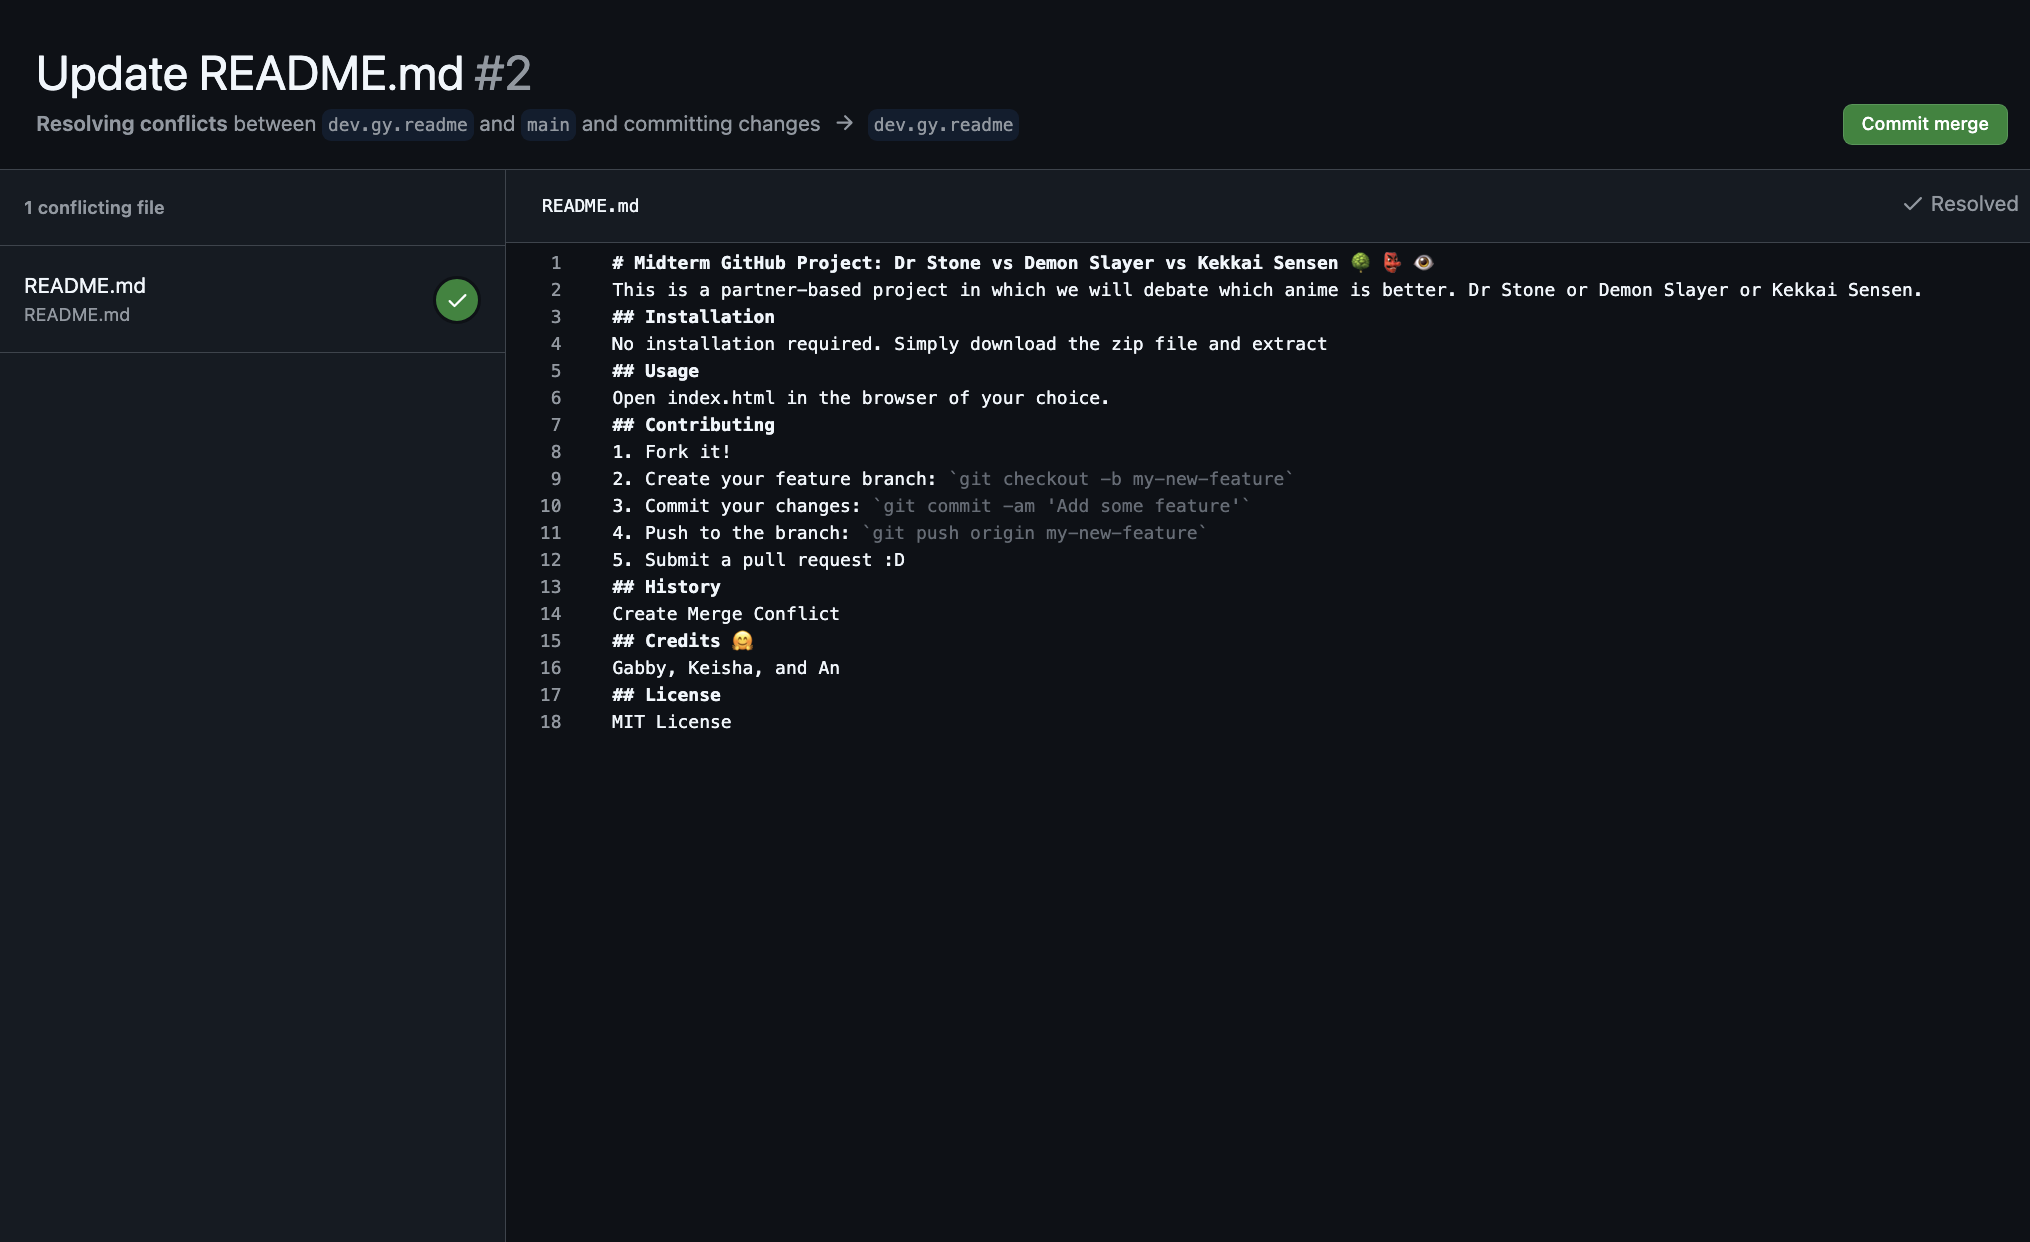 Update README.md #2
Resolving conflicts between dev.gy.readme and main and committing changes → dev.gy.readme
Commit merge
1 conflicting file
README.md
README.md
README.md
Resolved
1 # Midterm GitHub Project: Dr Stone vs Demon Slayer vs Kekkai Sensen 🌳 👺 👁️
2 This is a partner-based project in which we will debate which anime is better. Dr Stone or Demon Slayer or Kekkai Sensen.
3 ## Installation
4 No installation required. Simply download the zip file and extract
5 ## Usage
6 Open index.html in the browser of your choice.
7 ## Contributing
8 1. Fork it!
9 2. Create your feature branch: `git checkout -b my-new-feature`
10 3. Commit your changes: `git commit -am 'Add some feature'`
11 4. Push to the branch: `git push origin my-new-feature`
12 5. Submit a pull request :D
13 ## History
14 Create Merge Conflict
15 ## Credits 🤗
16 Gabby, Keisha, and An
17 ## License
18 MIT License